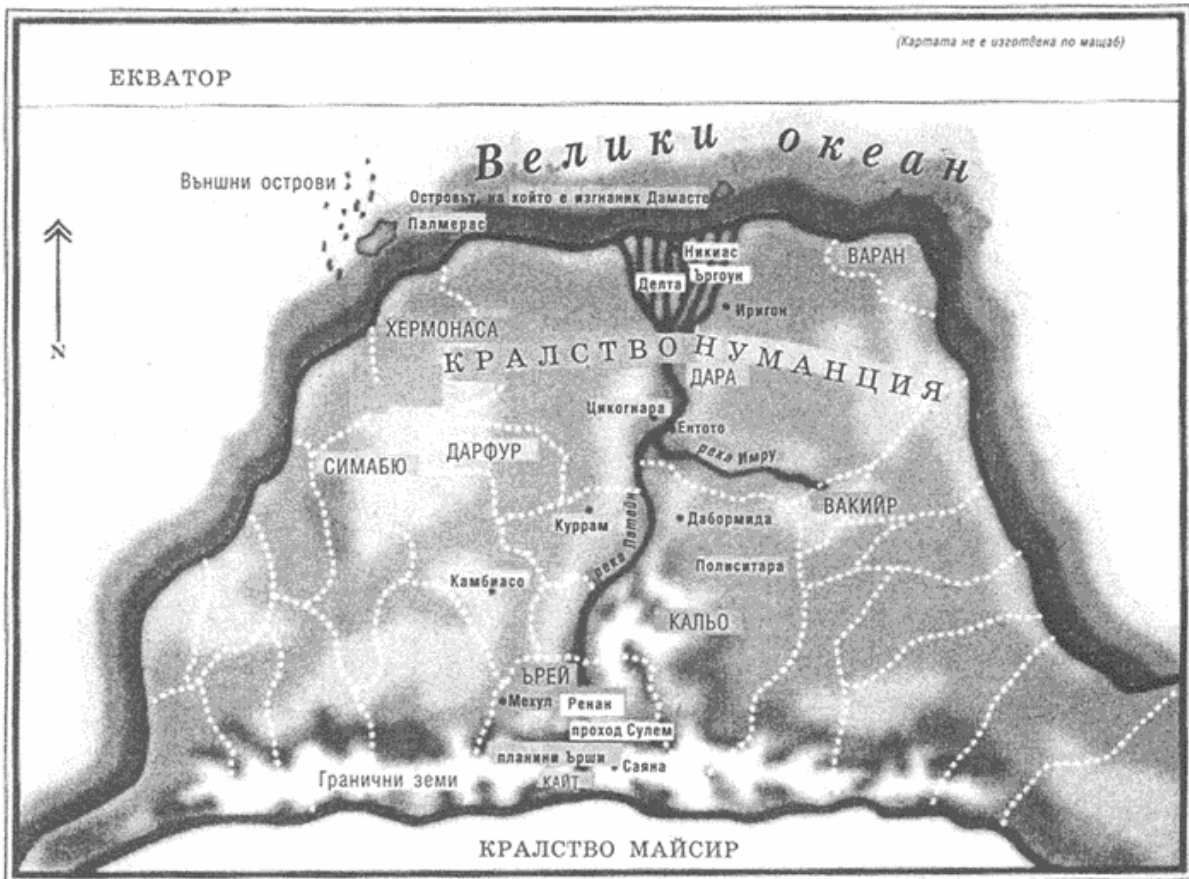 (Картата не е изготвена по мащаб)
ЕКВАТОР
Велики океан
Външни острови
Островът, на който е изгнаник Дамасте
Палмерас
Никиас
ВАРАН
Делта
Ъргоун
Иригон
ХЕРМОНАСА
КРАЛСТВО НУМАНЦИЯ
N
ДАРА
Цикогнара
Ентото
река Имру
СИМАБЮ
ДАРФУР
ВАКИЙР
Куррам
река Латейн
Дабормида
Полиситара
Камбиасо
КАЛЬО
ЪРЕЙ
Мехул
Ренан
проход Сулем
планини Ърши
Саяна
Гранични земи
КАЙТ
КРАЛСТВО МАЙСИР